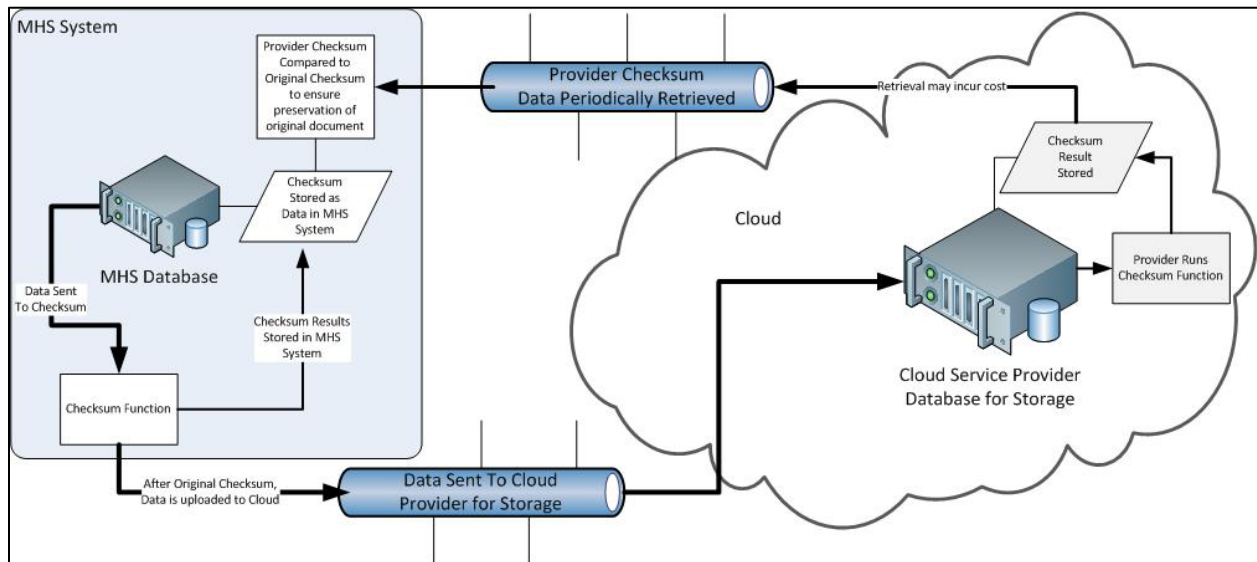 MHS System
Provider Checksum
Compared to
Original Checksum
to ensure
preservation of
original document
Provider Checksum
Data Periodically Retrieved
Retrieval may incur cost
Checksum
Result
Stored
Checksum
Stored as
Data in MHS
System
Cloud
MHS Database
Provider Runs
Checksum Function
Data Sent
To Checksum
Checksum Results
Stored in MHS
System
Cloud Service Provider
Database for Storage
Checksum Function
After Original Checksum,
Data is uploaded to Cloud
Data Sent To Cloud
Provider for Storage